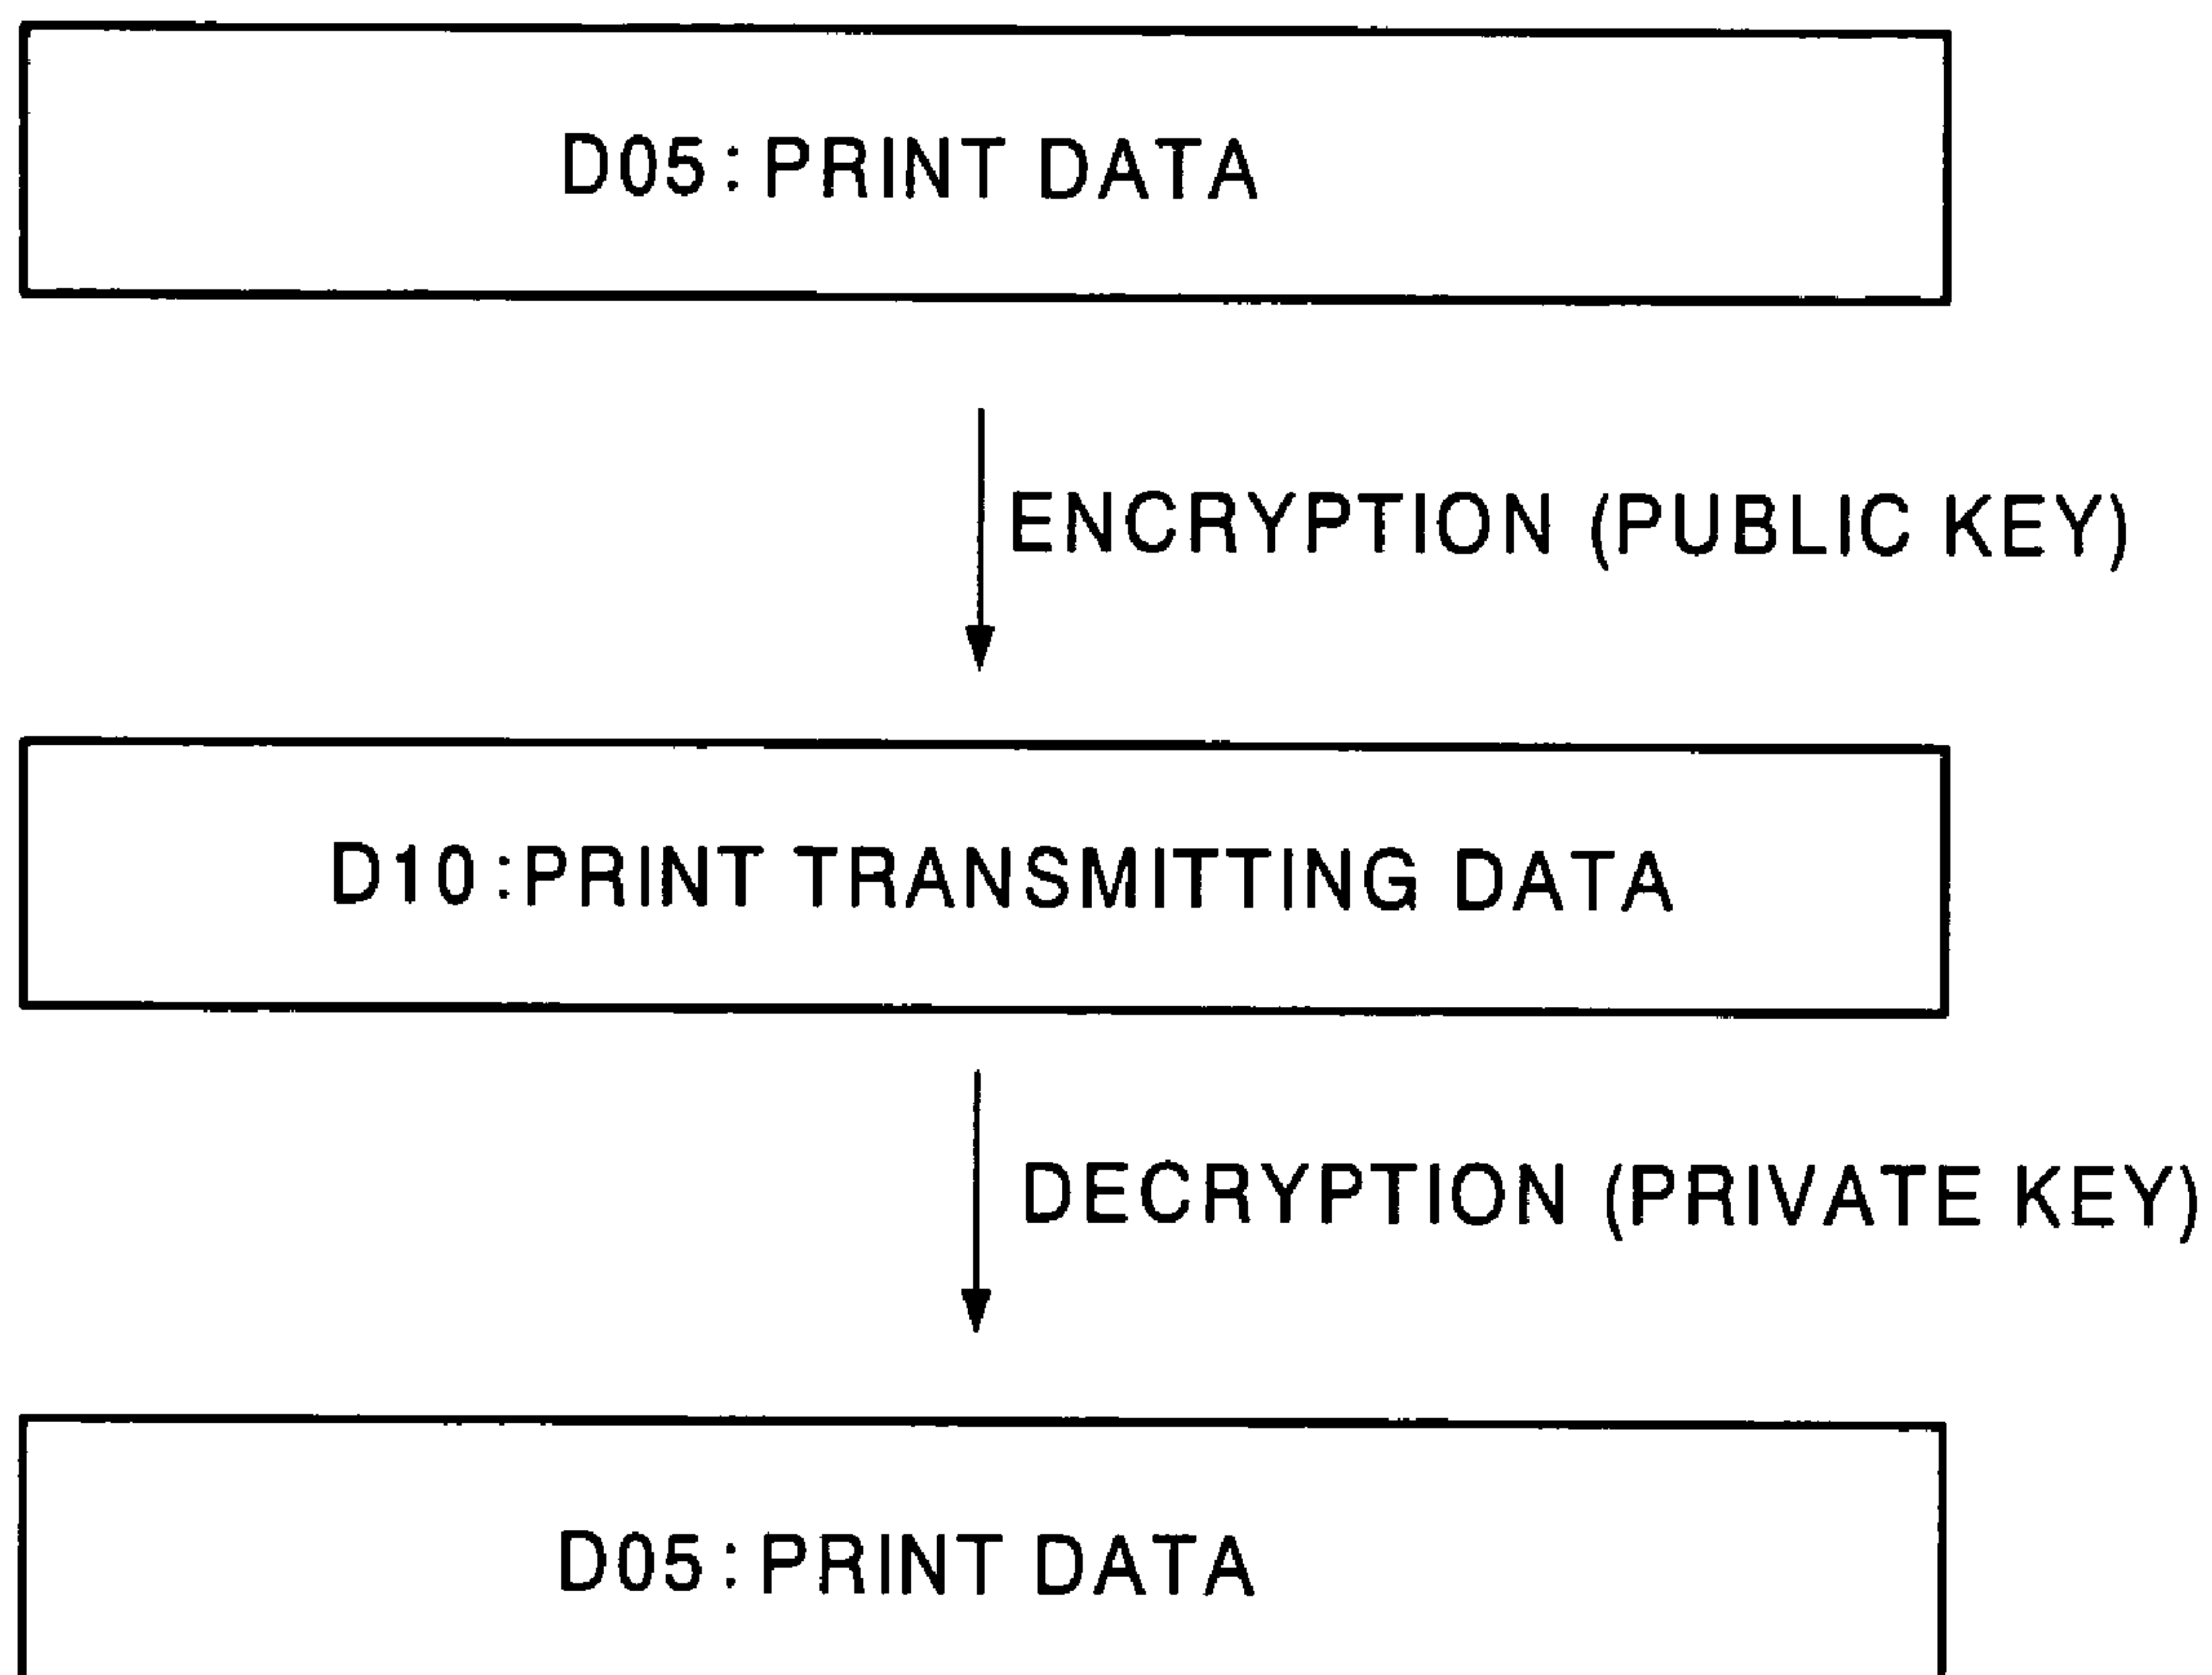 D05:PRINT DATA
ENCRYPTION (PUBLIC KEY)
D10:PRINT TRANSMITTING DATA
DECRYPTION (PRIVATE KEY)
D05:PRINT DATA